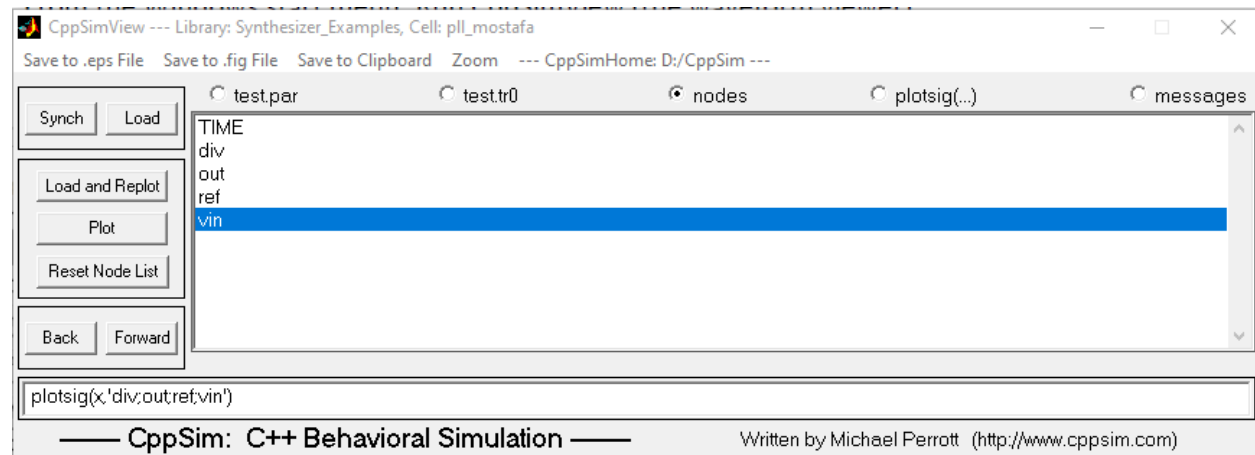 CppSimView --- Library: Synthesizer_Examples, Cell: pll_mostafa
Save to .eps File Save to .fig File Save to Clipboard Zoom --- CppSimHome: D:/CppSim ---
Synch Load
test.par test.tr0 nodes plotsig(...) messages
TIME
div
out
ref
vin
Load and Replot
Plot
Reset Node List
Back Forward
plotsig(x,'div;out;ref;vin')
CppSim: C++ Behavioral Simulation
Written by Michael Perrott (http://www.cppsim.com)